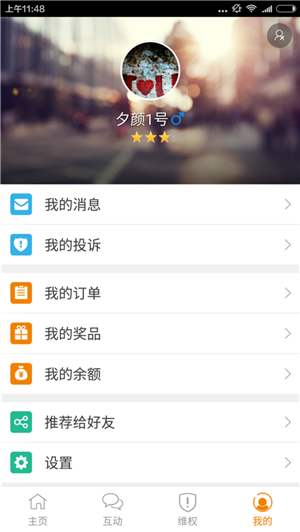 上午11:48
夕颜1号
我的消息
我的投诉
我的订单
我的奖品
我的余额
推荐给好友
设置
主页 互动 维权 我的